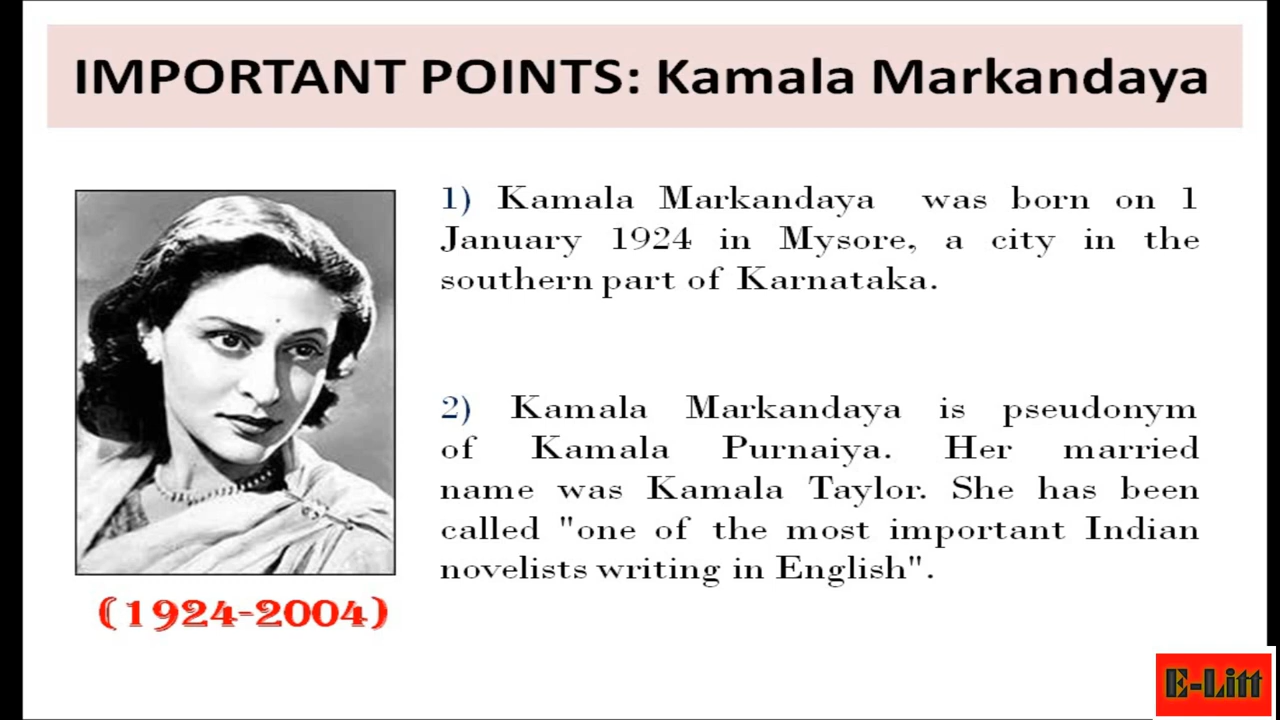 IMPORTANT POINTS: Kamala Markandaya
1) Kamala Markandaya was born on 1
January 1924 in Mysore, a city in the
southern part of Karnataka.
2) Kamala Markandaya is pseudonym
of Kamala Purnaiya. Her married
name was Kamala Taylor. She has been
called "one of the most important Indian
novelists writing in English".
(1924-2004)
E-Litt